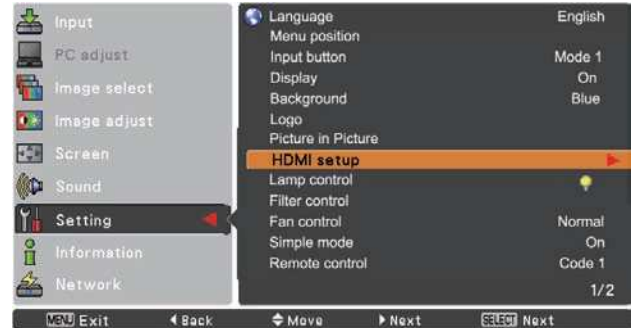 Input
PC adjust
Image select
Image adjust
Screen
Sound
Setting
Information
Network
Language English
Menu position
Input button Mode 1
Display On
Background Blue
Logo
Picture in Picture
HDMI setup
Lamp control
Filter control
Fan control Normal
Simple mode On
Remote control Code 1
1/2
MENU Exit Back Move Next SELECT Next